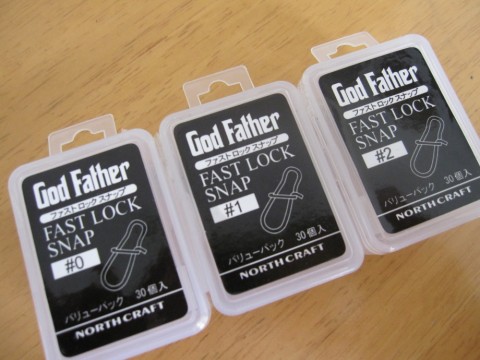 God Father
ファストロックスナップ
FAST LOCK
SNAP
#0
バリューパック 30個入
NORTH CRAFT
God Father
ファストロックスナップ
FAST LOCK
SNAP
#1
バリューパック 30個入
NORTH CRAFT
God Father
ファストロックスナップ
FAST LOCK
SNAP
#2
バリューパック 30個入
NORTH CRAFT